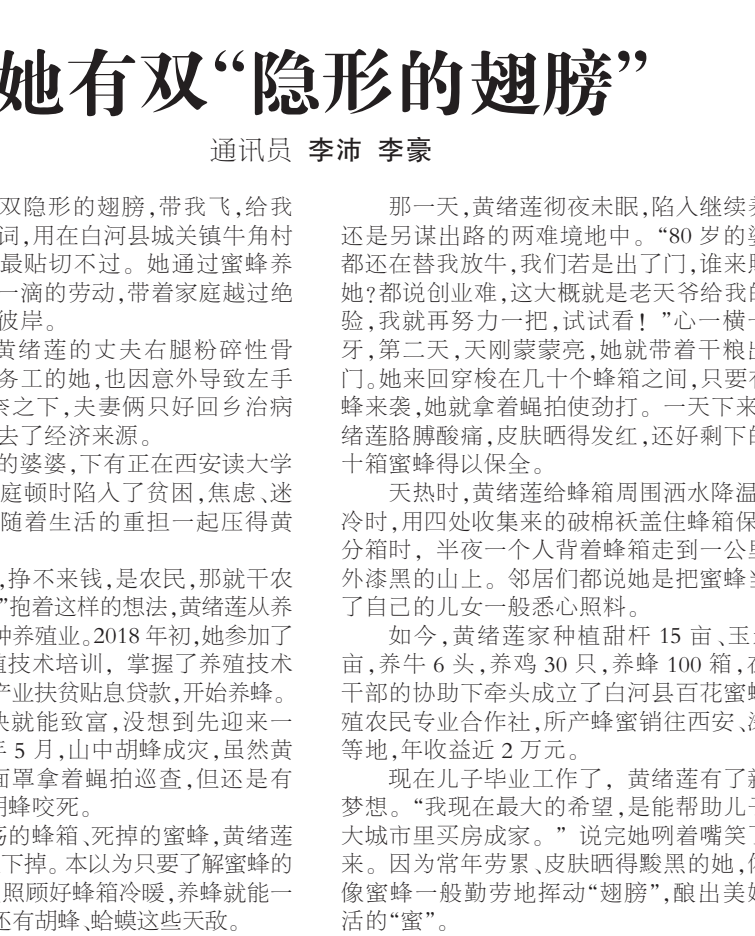 她有双“隐形的翅膀”
通讯员 李沛 李豪
双隐形的翅膀,带我飞,给我
词,用在白河县城关镇牛角村
最贴切不过。她通过蜜蜂养
一滴的劳动,带着家庭越过绝
彼岸。
黄绪莲的丈夫右腿粉碎性骨
务工的她,也因意外导致左手
奈之下,夫妻俩只好回乡治病
去了经济来源。
的婆婆,下有正在西安读大学
庭顿时陷入了贫困,焦虑、迷
随着生活的重担一起压得黄
,挣不来钱,是农民,那就干农
”抱着这样的想法,黄绪莲从养
种养殖业。2018 年初,她参加了
植技术培训，掌握了养殖技术
产业扶贫贴息贷款,开始养蜂。
快就能致富,没想到先迎来一
年 5 月,山中胡蜂成灾,虽然黄
面罩拿着蝇拍巡查,但还是有
胡蜂咬死。
荡的蜂箱、死掉的蜜蜂,黄绪莲
下掉。本以为只要了解蜜蜂的
照顾好蜂箱冷暖,养蜂就能一
还有胡蜂、蛤蟆这些天敌。
那一天,黄绪莲彻夜未眠,陷入继续养
还是另谋出路的两难境地中。“80 岁的婆
都还在替我放牛,我们若是出了门,谁来照
她?都说创业难,这大概就是老天爷给我的
验,我就再努力一把,试试看！”心一横一
牙,第二天,天刚蒙蒙亮,她就带着干粮出
门。她来回穿梭在几十个蜂箱之间,只要有
蜂来袭,她就拿着蝇拍使劲打。一天下来
绪莲胳膊酸痛,皮肤晒得发红,还好剩下的
十箱蜜蜂得以保全。
天热时,黄绪莲给蜂箱周围洒水降温
冷时,用四处收集来的破棉袄盖住蜂箱保
分箱时，半夜一个人背着蜂箱走到一公里
外漆黑的山上。邻居们都说她是把蜜蜂当
了自己的儿女一般悉心照料。
如今,黄绪莲家种植甜杆 15 亩、玉
亩,养牛 6 头,养鸡 30 只,养蜂 100 箱,在
干部的协助下牵头成立了白河县百花蜜蜂
殖农民专业合作社,所产蜂蜜销往西安、
等地,年收益近 2 万元。
现在儿子毕业工作了，黄绪莲有了新
梦想。“我现在最大的希望,是能帮助儿子
大城市里买房成家。”说完她咧着嘴笑了
来。因为常年劳累、皮肤晒得黢黑的她,
像蜜蜂一般勤劳地挥动“翅膀”,酿出美好
活的“蜜”。